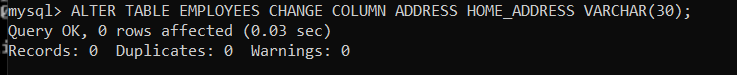 mysql> ALTER TABLE EMPLOYEES CHANGE COLUMN ADDRESS HOME_ADDRESS VARCHAR(30);
Query OK, 0 rows affected (0.03 sec)
Records: 0  Duplicates: 0  Warnings: 0